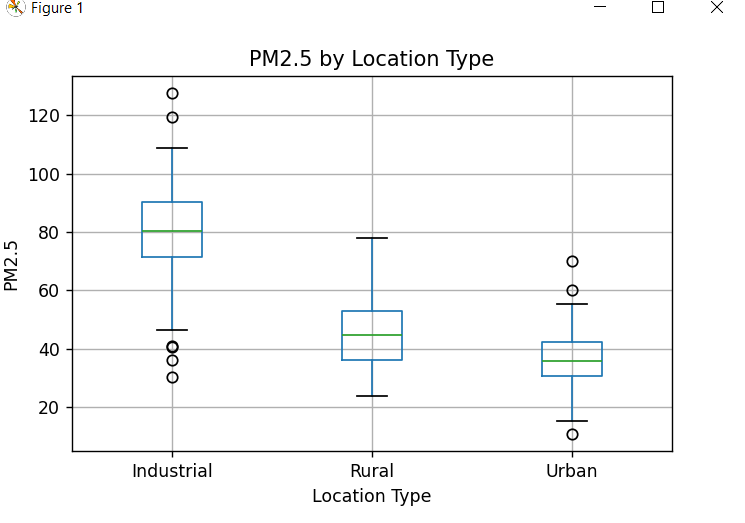 Figure 1
PM2.5 by Location Type
120
100
80
60
40
20
PM2.5
Industrial
Rural
Urban
Location Type